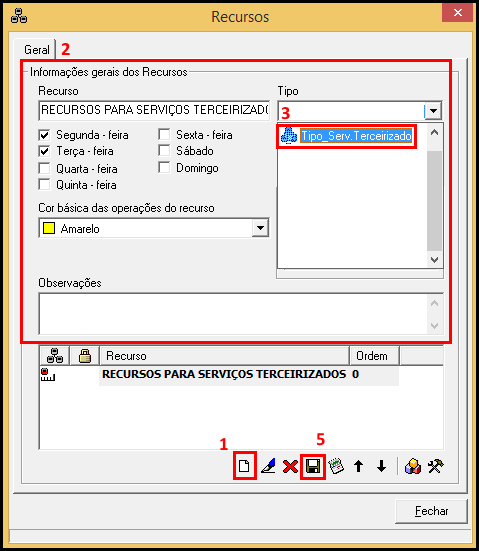 Recursos
Geral
2
Informações gerais dos Recursos
Recurso
Tipo
RECURSOS PARA SERVIÇOS TERCEIRIZADO
3
Segunda - feira
Sexta - feira
Tipo_Serv.Terceirizado
Terça - feira
Sábado
Quarta - feira
Domingo
Quinta - feira
Cor básica das operações do recurso
Amarelo
Observações
Recurso
Ordem
RECURSOS PARA SERVIÇOS TERCEIRIZADOS 0
1
5
Fechar